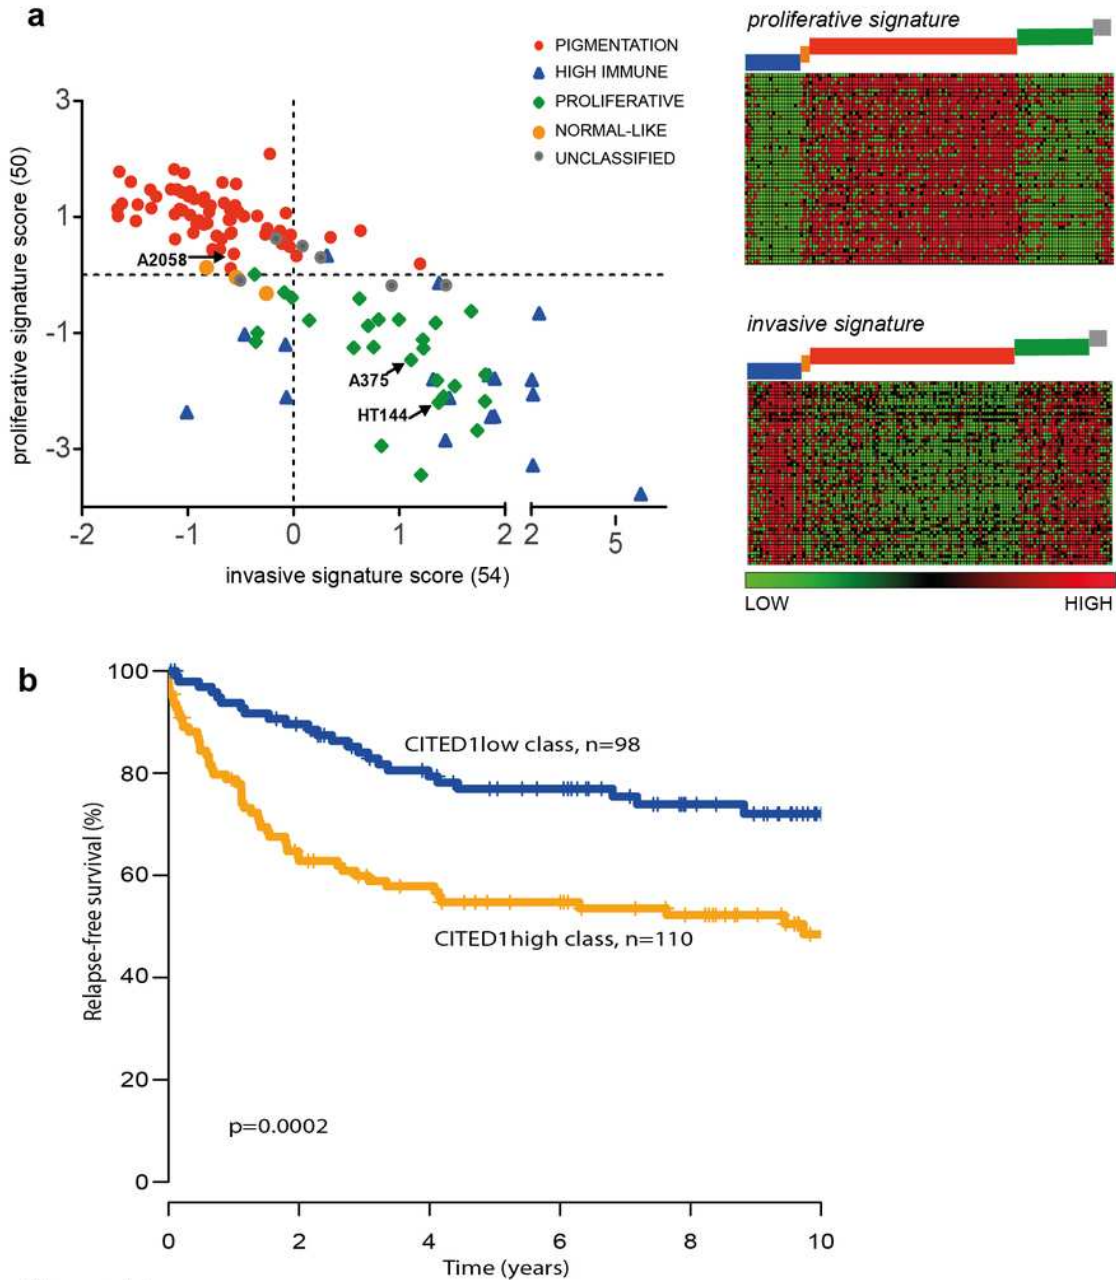 a
PIGMENTATION
HIGH IMMUNE
PROLIFERATIVE
NORMAL-LIKE
UNCLASSIFIED
proliferative signature score (50)
3
1
-1
-3
A2058
A375
HT144
-2
-1
0
1
2
2
5
invasive signature score (54)
proliferative signature
invasive signature
LOW
HIGH
b
Relapse-free survival (%)
100
80
60
40
20
0
CITED1low class, n=98
CITED1high class, n=110
p=0.0002
0
2
4
6
8
10
Time (years)